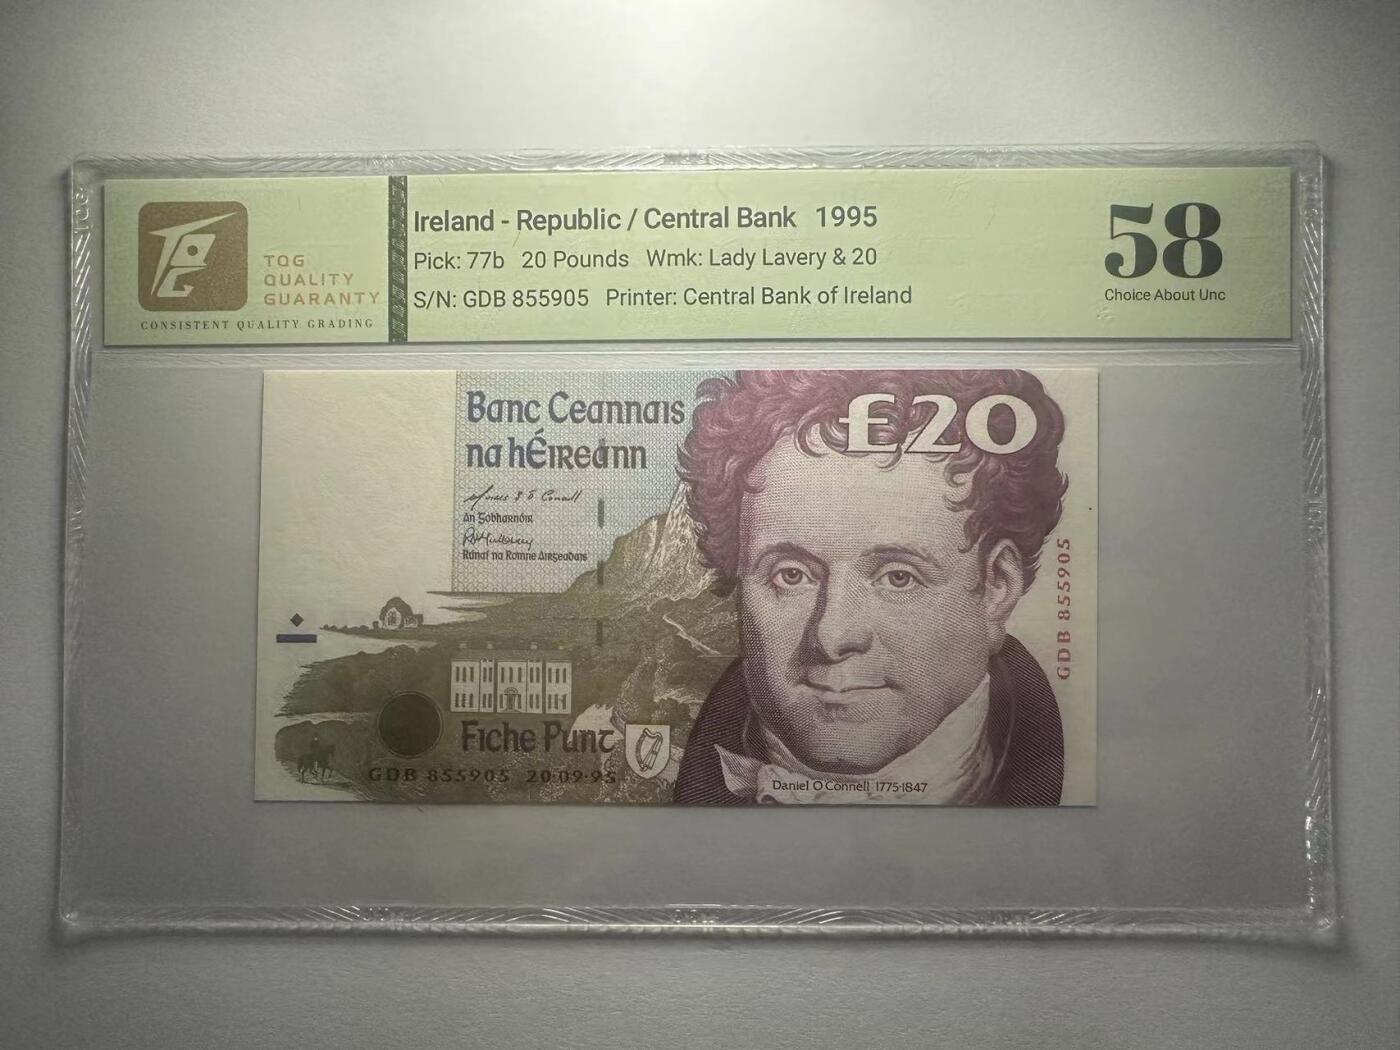 TQG
QUALITY
GUARANTY
CONSISTENT QUALITY GRADING
Ireland - Republic / Central Bank 1995
Pick: 77b 20 Pounds Wmk: Lady Lavery & 20
S/N: GDB 855905 Printer: Central Bank of Ireland
58
Choice About Unc
Banc Ceannais
na hÉireann
£20
An Gobharnóir
Rúnaí na Roinne Airgeadais
GDB 855905
Fiche Punt
GDB 855905 20·09·95
Daniel O'Connell 1775-1847